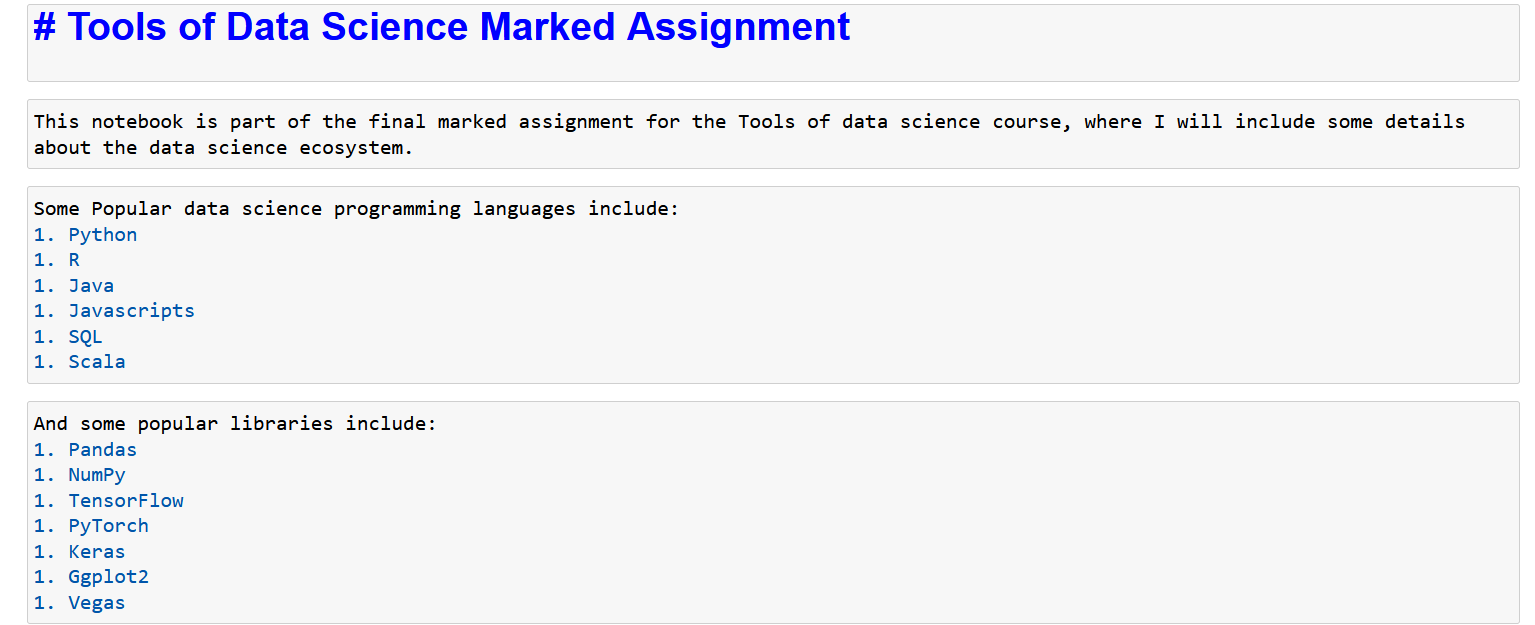 # Tools of Data Science Marked Assignment
This notebook is part of the final marked assignment for the Tools of data science course, where I will include some details
about the data science ecosystem.
Some Popular data science programming languages include:
1. Python
1. R
1. Java
1. Javascripts
1. SQL
1. Scala
And some popular libraries include:
1. Pandas
1. NumPy
1. TensorFlow
1. PyTorch
1. Keras
1. Ggplot2
1. Vegas